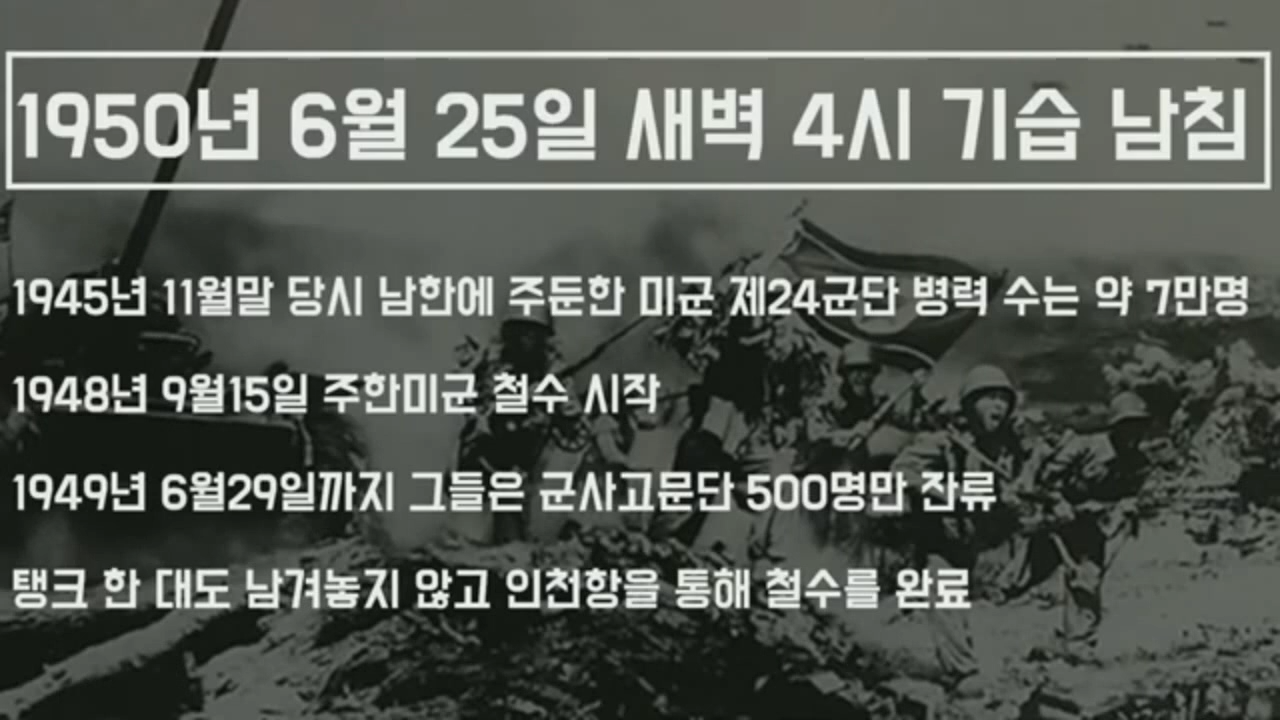 1950년 6월 25일 새벽 4시 기습 남침
1945년 11월말 당시 남한에 주둔한 미군 제24군단 병력 수는 약 7만명
1948년 9월15일 주한미군 철수 시작
1949년 6월29일까지 그들은 군사고문단 500명만 잔류
탱크 한 대도 남겨놓지 않고 인천항을 통해 철수를 완료